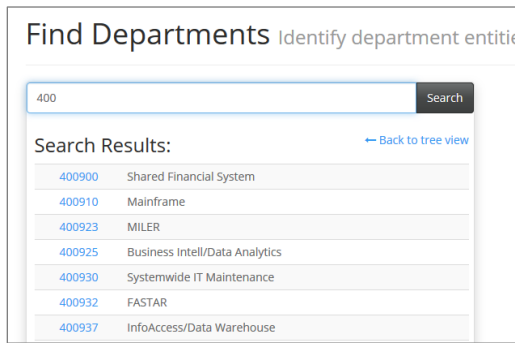 Find Departments Identify department entitie
400 Search
Search Results: ← Back to tree view
400900 Shared Financial System
400910 Mainframe
400923 MILER
400925 Business Intell/Data Analytics
400930 Systemwide IT Maintenance
400932 FASTAR
400937 InfoAccess/Data Warehouse